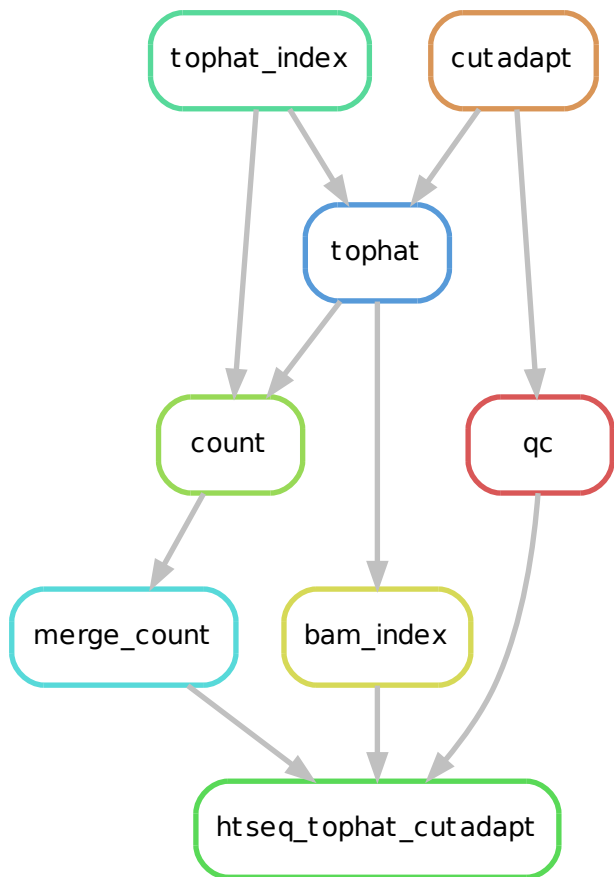 tophat_index
cutadapt
tophat
count
qc
merge_count
bam_index
htseq_tophat_cutadapt